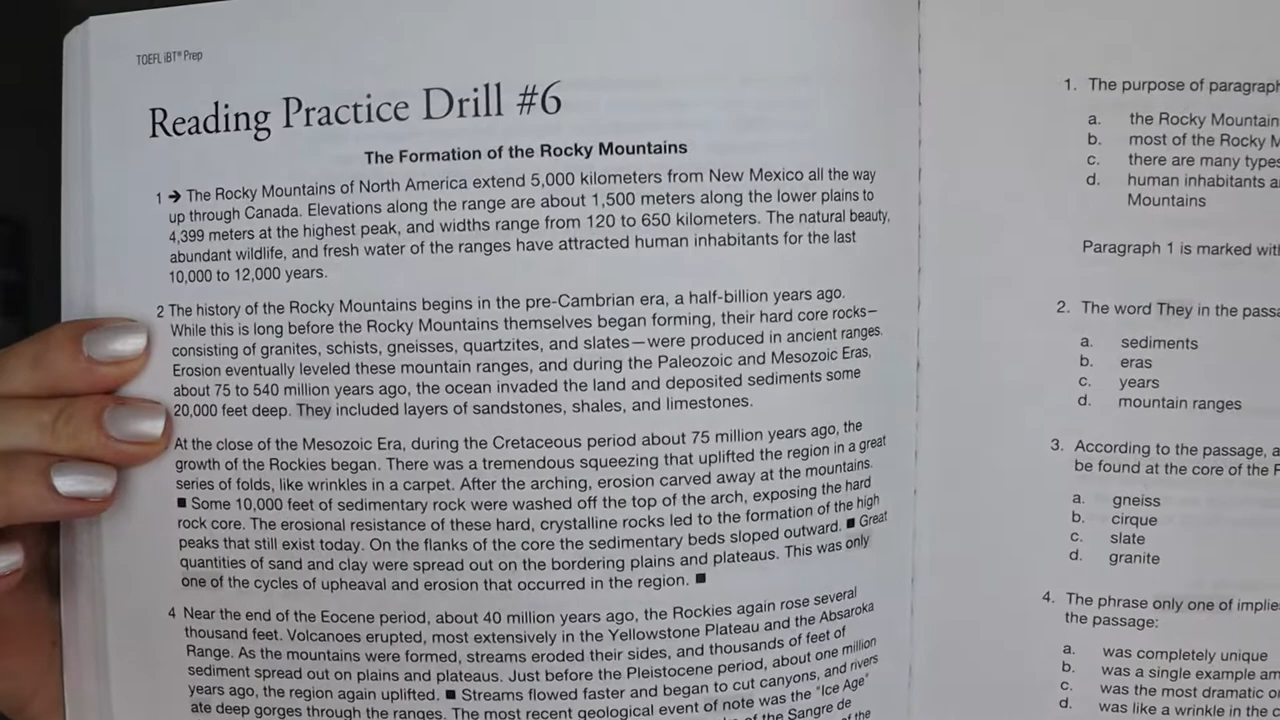 TOEFL iBT® Prep
Reading Practice Drill #6
The Formation of the Rocky Mountains
1 ➔ The Rocky Mountains of North America extend 5,000 kilometers from New Mexico all the way
up through Canada. Elevations along the range are about 1,500 meters along the lower plains to
4,399 meters at the highest peak, and widths range from 120 to 650 kilometers. The natural beauty,
abundant wildlife, and fresh water of the ranges have attracted human inhabitants for the last
10,000 to 12,000 years.
2 The history of the Rocky Mountains begins in the pre-Cambrian era, a half-billion years ago.
While this is long before the Rocky Mountains themselves began forming, their hard core rocks—
consisting of granites, schists, gneisses, quartzites, and slates—were produced in ancient ranges.
Erosion eventually leveled these mountain ranges, and during the Paleozoic and Mesozoic Eras,
about 75 to 540 million years ago, the ocean invaded the land and deposited sediments some
20,000 feet deep. They included layers of sandstones, shales, and limestones.
At the close of the Mesozoic Era, during the Cretaceous period about 75 million years ago, the
growth of the Rockies began. There was a tremendous squeezing that uplifted the region in a great
series of folds, like wrinkles in a carpet. After the arching, erosion carved away at the mountains.
■ Some 10,000 feet of sedimentary rock were washed off the top of the arch, exposing the hard
rock core. The erosional resistance of these hard, crystalline rocks led to the formation of the high
peaks that still exist today. On the flanks of the core the sedimentary beds sloped outward. ■ Great
quantities of sand and clay were spread out on the bordering plains and plateaus. This was only
one of the cycles of upheaval and erosion that occurred in the region. ■
4 Near the end of the Eocene period, about 40 million years ago, the Rockies again rose several
thousand feet. Volcanoes erupted, most extensively in the Yellowstone Plateau and the Absaroka
Range. As the mountains were formed, streams eroded their sides, and thousands of feet of
sediment spread out on plains and plateaus. Just before the Pleistocene period, about one million
years ago, the region again uplifted. ■ Streams flowed faster and began to cut canyons, and rivers
ate deep gorges through the ranges. The most recent geological event of note was the "Ice Age"
of the Sangre de
of the
1. The purpose of paragraph
a. the Rocky Mountain
b. most of the Rocky M
c. there are many types
d. human inhabitants a
Mountains
Paragraph 1 is marked with
2. The word They in the passa
a. sediments
b. eras
c. years
d. mountain ranges
3. According to the passage, a
be found at the core of the R
a. gneiss
b. cirque
c. slate
d. granite
4. The phrase only one of implie
the passage:
a. was completely unique
b. was a single example am
c. was the most dramatic o
d. was like a wrinkle in the c